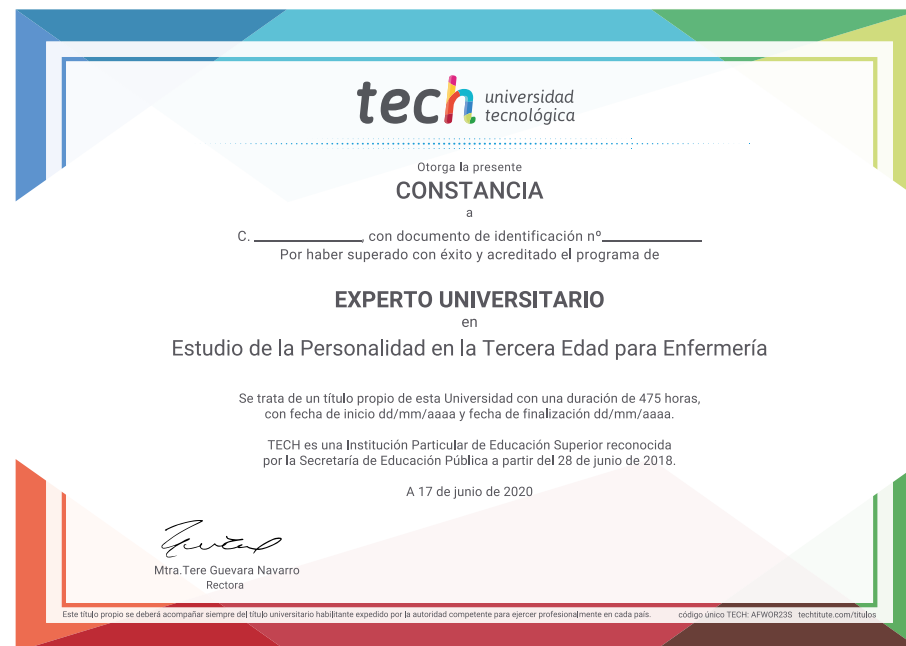 tech universidad
tecnológica
Otorga la presente
CONSTANCIA
a
C. ________________, con documento de identificación nº________________
Por haber superado con éxito y acreditado el programa de
EXPERTO UNIVERSITARIO
en
Estudio de la Personalidad en la Tercera Edad para Enfermería
Se trata de un título propio de esta Universidad con una duración de 475 horas,
con fecha de inicio dd/mm/aaaa y fecha de finalización dd/mm/aaaa.
TECH es una Institución Particular de Educación Superior reconocida
por la Secretaría de Educación Pública a partir del 28 de junio de 2018.
A 17 de junio de 2020
Mtra.Tere Guevara Navarro
Rectora
Este título propio se deberá acompañar siempre del título universitario habilitante expedido por la autoridad competente para ejercer profesionalmente en cada país. código único TECH: AFWOR23S techtitute.com/titulos